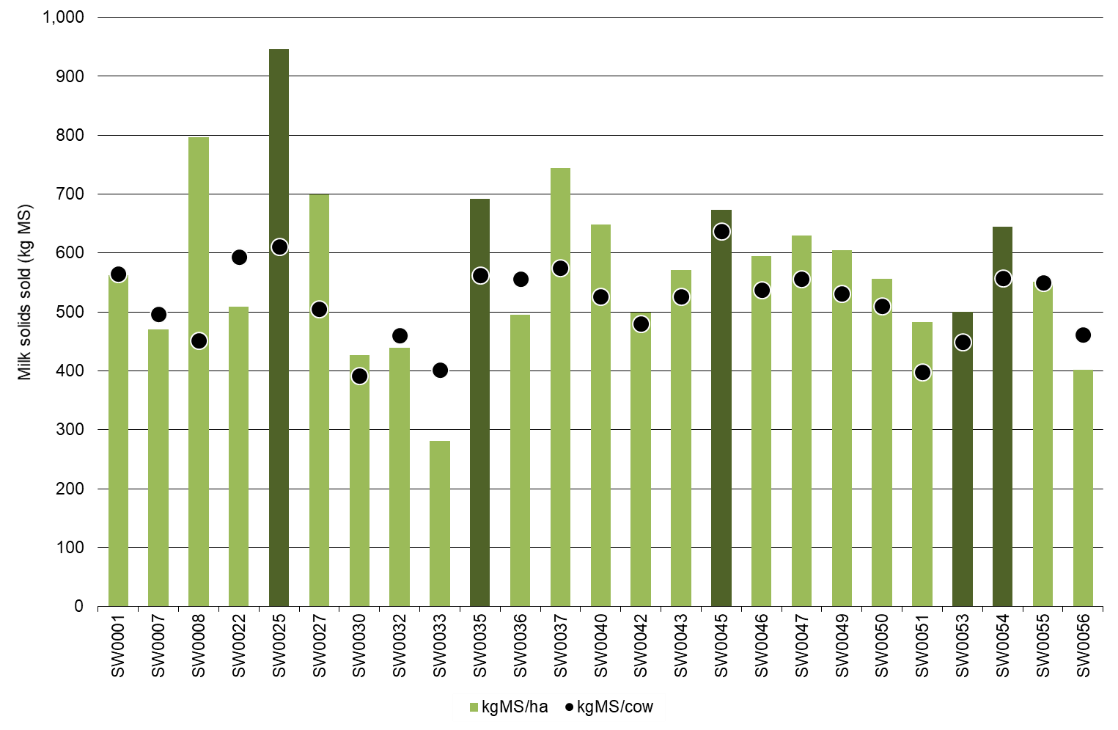 Milk solids sold (kg MS)
1,000
900
800
700
600
500
400
300
200
100
0
SW0001
SW0007
SW0008
SW0022
SW0025
SW0027
SW0030
SW0032
SW0033
SW0035
SW0036
SW0037
SW0040
SW0042
SW0043
SW0045
SW0046
SW0047
SW0049
SW0050
SW0051
SW0053
SW0054
SW0055
SW0056
kgMS/ha
kgMS/cow